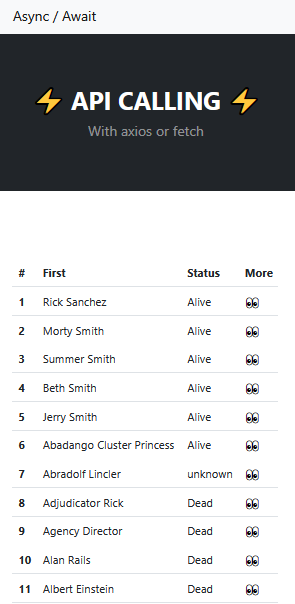 Async / Await
⚡ API CALLING ⚡
With axios or fetch
# First Status More
1 Rick Sanchez Alive 👀
2 Morty Smith Alive 👀
3 Summer Smith Alive 👀
4 Beth Smith Alive 👀
5 Jerry Smith Alive 👀
6 Abadango Cluster Princess Alive 👀
7 Abradolf Lincler unknown 👀
8 Adjudicator Rick Dead 👀
9 Agency Director Dead 👀
10 Alan Rails Dead 👀
11 Albert Einstein Dead 👀